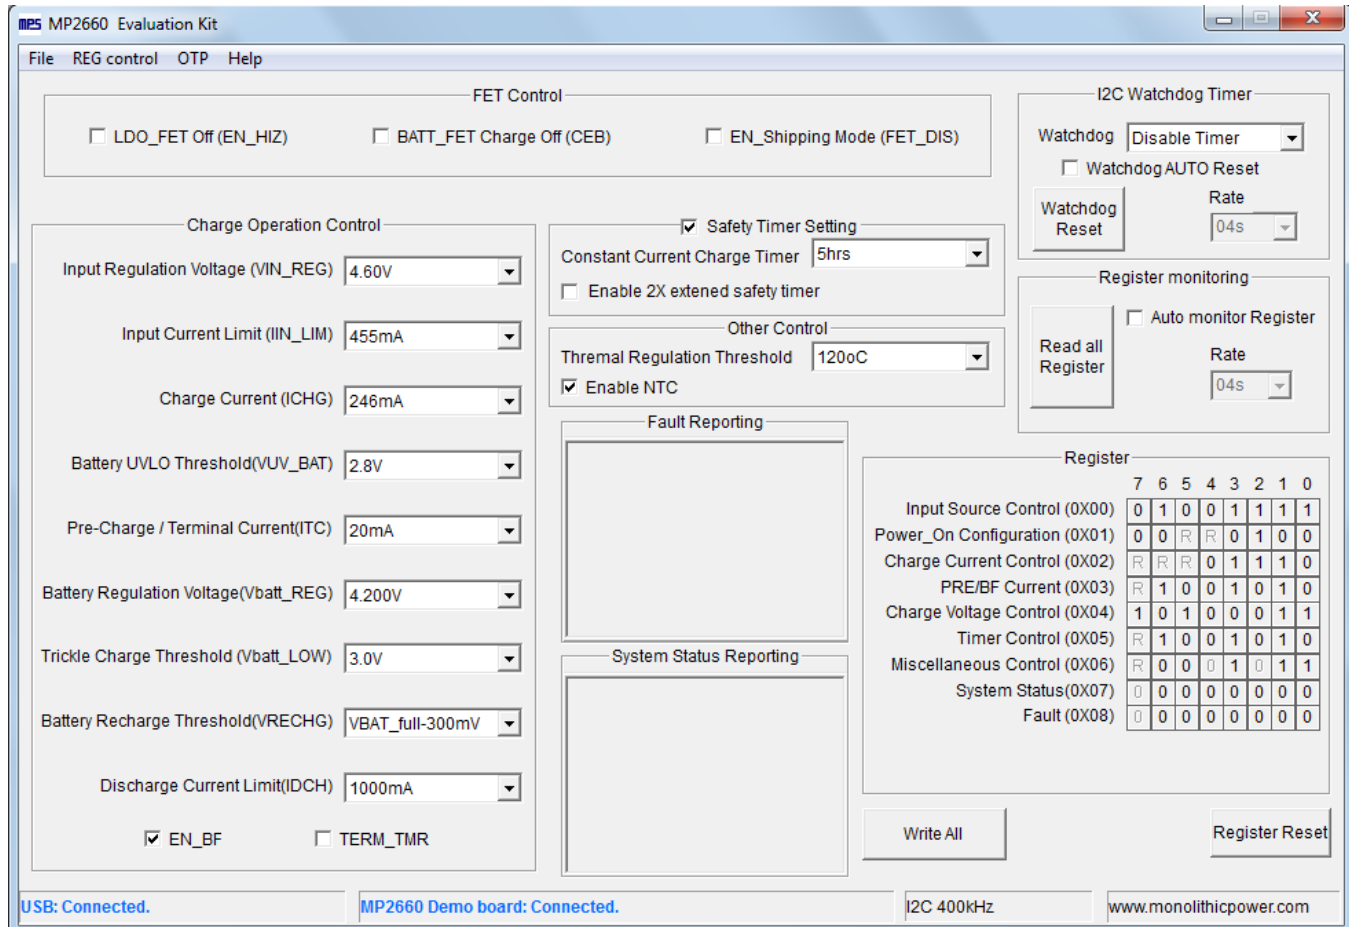 mps MP2660 Evaluation Kit
File REG control OTP Help
FET Control
LDO_FET Off (EN_HIZ) BATT_FET Charge Off (CEB) EN_Shipping Mode (FET_DIS)
I2C Watchdog Timer
Watchdog Disable Timer
Watchdog AUTO Reset
Watchdog Reset
Rate
04s
Charge Operation Control
Input Regulation Voltage (VIN_REG) 4.60V
Input Current Limit (IIN_LIM) 455mA
Charge Current (ICHG) 246mA
Battery UVLO Threshold(VUV_BAT) 2.8V
Pre-Charge / Terminal Current(ITC) 20mA
Battery Regulation Voltage(Vbatt_REG) 4.200V
Trickle Charge Threshold (Vbatt_LOW) 3.0V
Battery Recharge Threshold(VRECHG) VBAT_full-300mV
Discharge Current Limit(IDCH) 1000mA
EN_BF TERM_TMR
Safety Timer Setting
Constant Current Charge Timer 5hrs
Enable 2X extened safety timer
Other Control
Thremal Regulation Threshold 120oC
Enable NTC
Fault Reporting
System Status Reporting
Register monitoring
Read all Register
Auto monitor Register
Rate
04s
Register
7 6 5 4 3 2 1 0
Input Source Control (0X00) 0 1 0 0 1 1 1 1
Power_On Configuration (0X01) 0 0 R R 0 1 0 0
Charge Current Control (0X02) R R R 0 1 1 1 0
PRE/BF Current (0X03) R 1 0 0 1 0 1 0
Charge Voltage Control (0X04) 1 0 1 0 0 0 1 1
Timer Control (0X05) R 1 0 0 1 0 1 0
Miscellaneous Control (0X06) R 0 0 0 1 0 1 1
System Status(0X07) 0 0 0 0 0 0 0 0
Fault (0X08) 0 0 0 0 0 0 0 0
Write All Register Reset
USB: Connected. MP2660 Demo board: Connected. I2C 400kHz www.monolithicpower.com